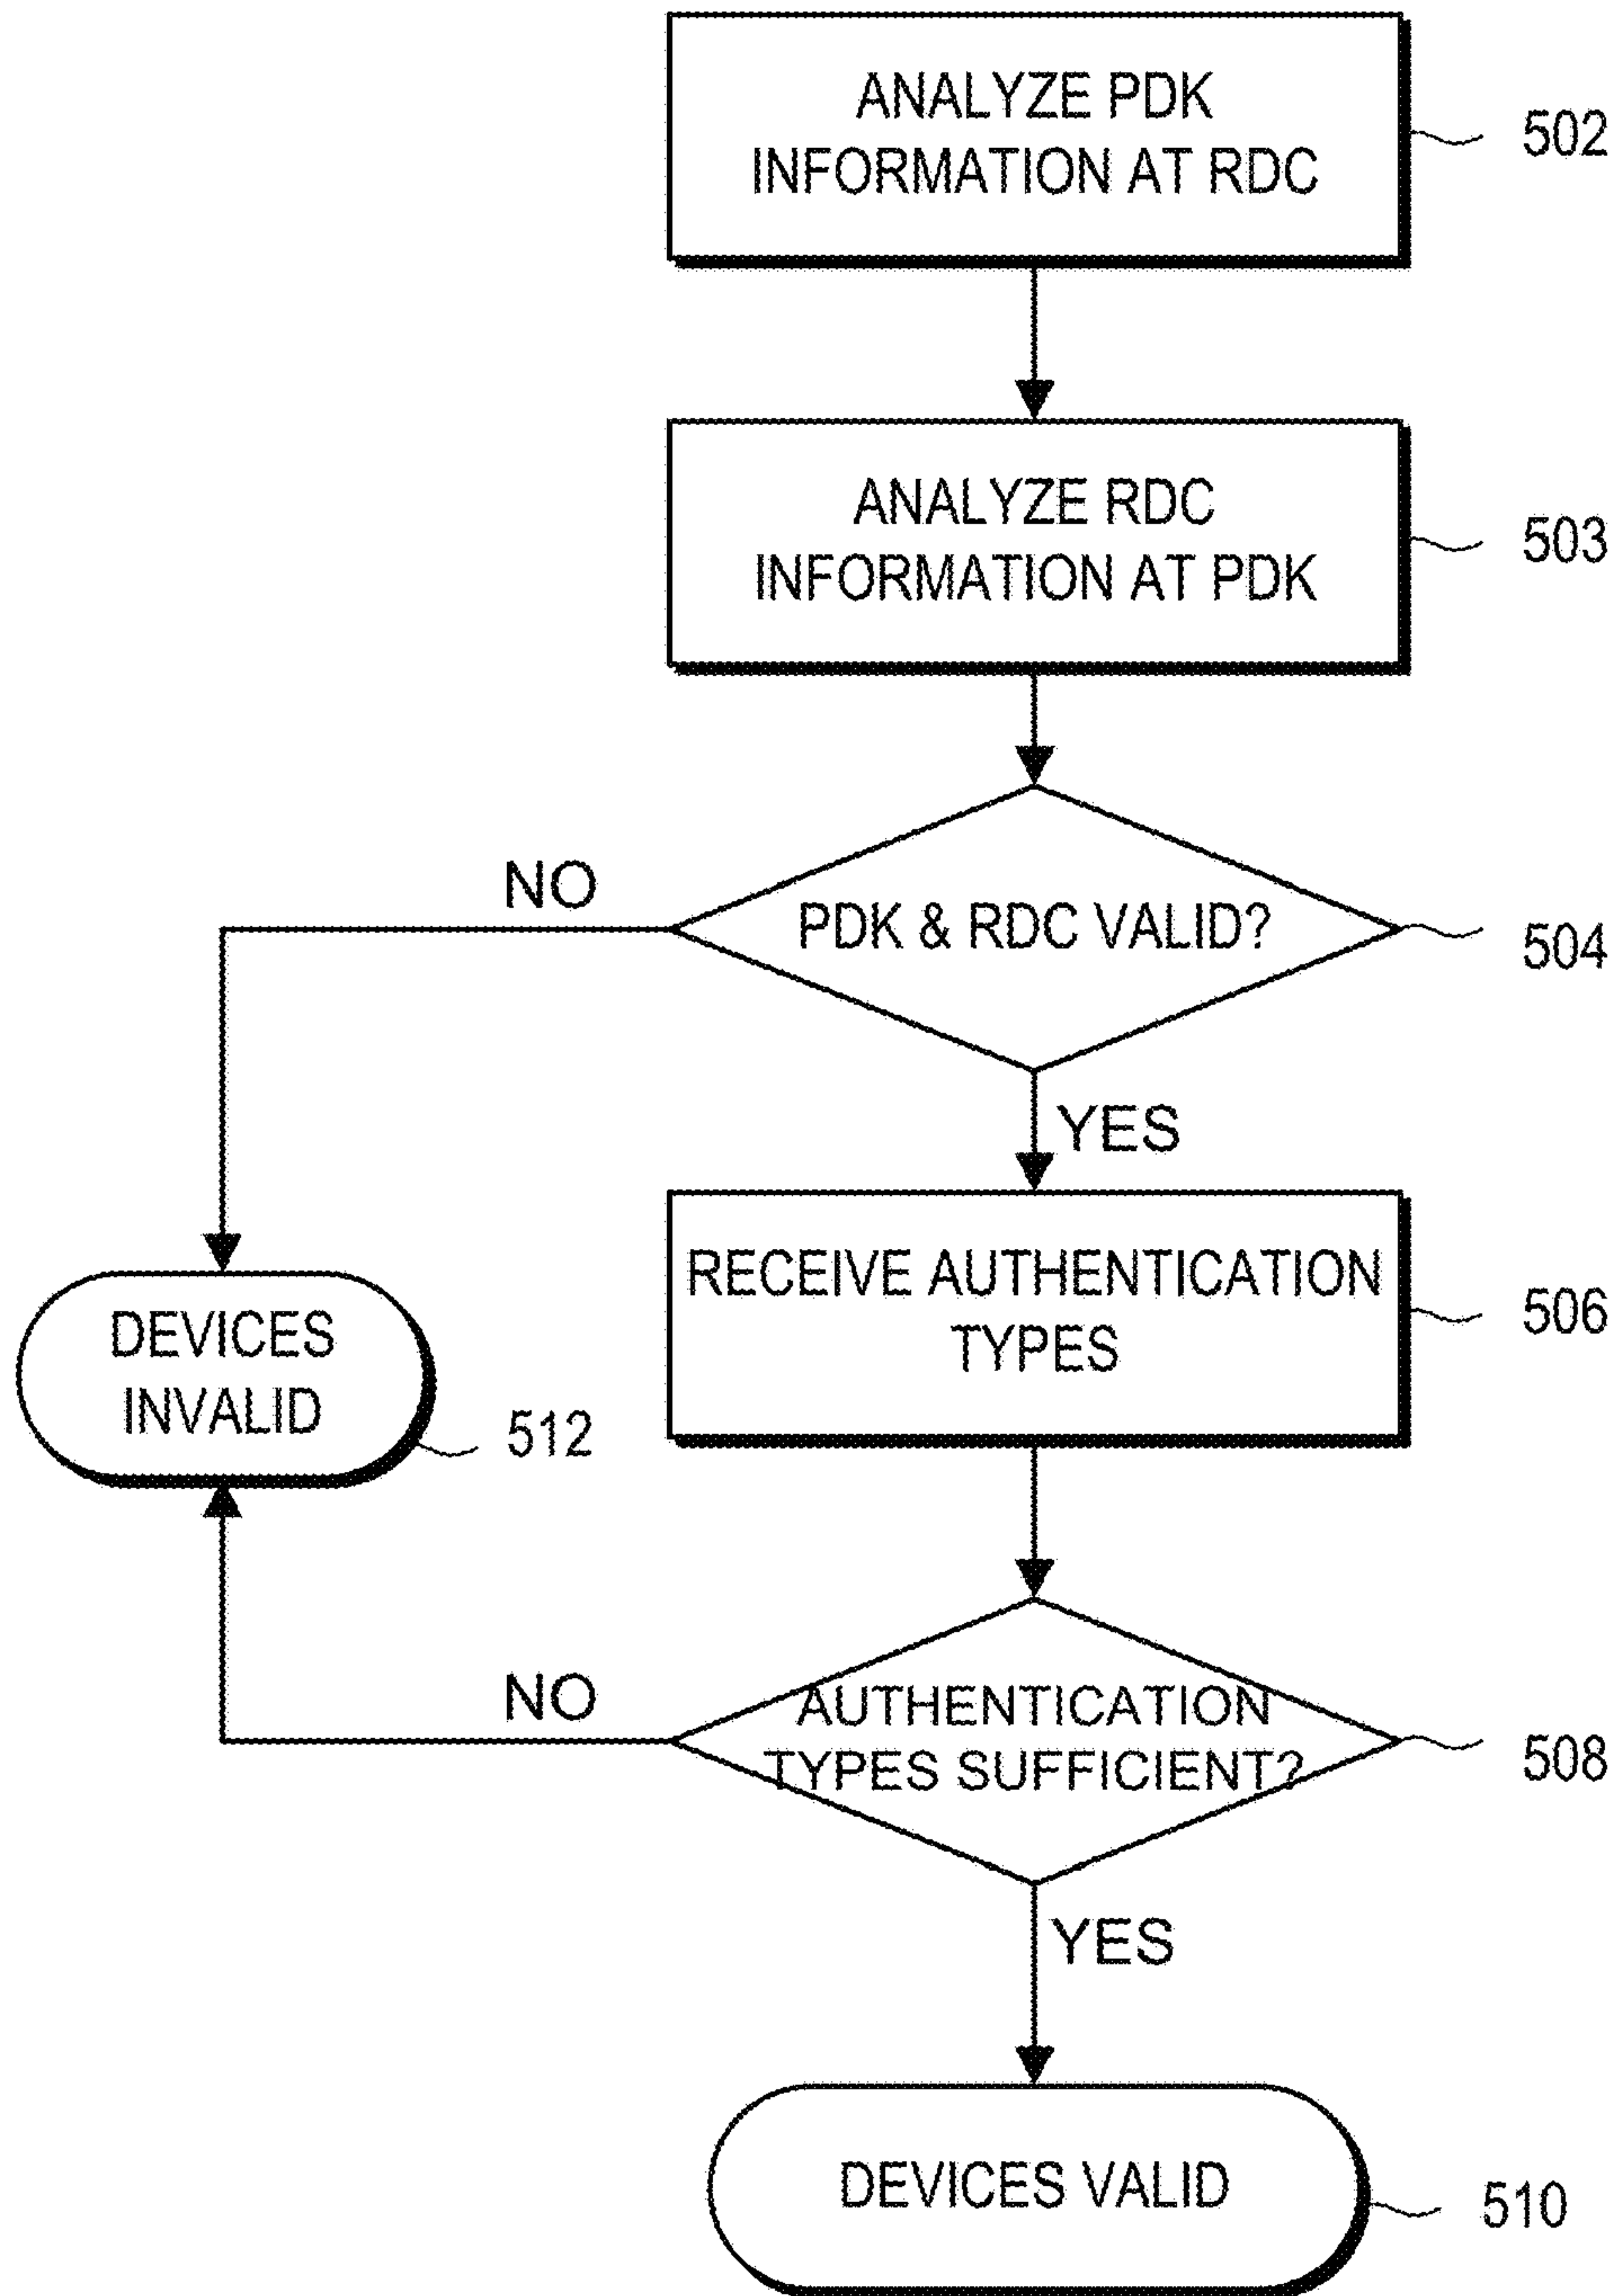 ANALYZE PDK
INFORMATION AT RDC
502
ANALYZE RDC
INFORMATION AT PDK
503
NO
PDK & RDC VALID?
504
YES
RECEIVE AUTHENTICATION
TYPES
506
DEVICES
INVALID
512
NO
AUTHENTICATION
TYPES SUFFICIENT?
508
YES
DEVICES VALID
510